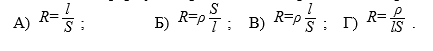 А) R=l/S ; Б) R=ρ S/l ; В) R=ρ l/S ; Г) R= ρ/lS .